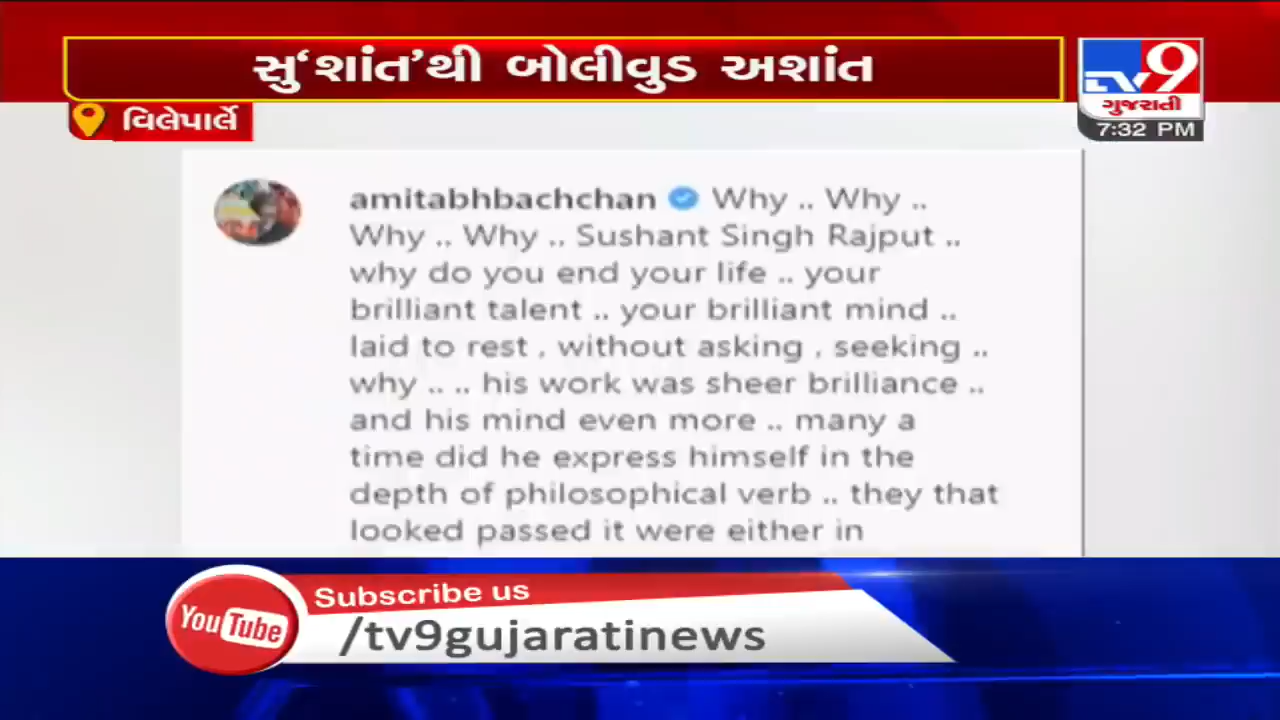 સુ‘શાંત’થી બોલીવુડ અશાંત
TV9
ગુજરાતી
7:32 PM
વિલેપાર્લે
amitabhbachchan Why .. Why ..
Why .. Why .. Sushant Singh Rajput ..
why do you end your life .. your
brilliant talent .. your brilliant mind ..
laid to rest , without asking , seeking ..
why .. .. his work was sheer brilliance ..
and his mind even more .. many a
time did he express himself in the
depth of philosophical verb .. they that
looked passed it were either in
YouTube
Subscribe us
/tv9gujaratinews